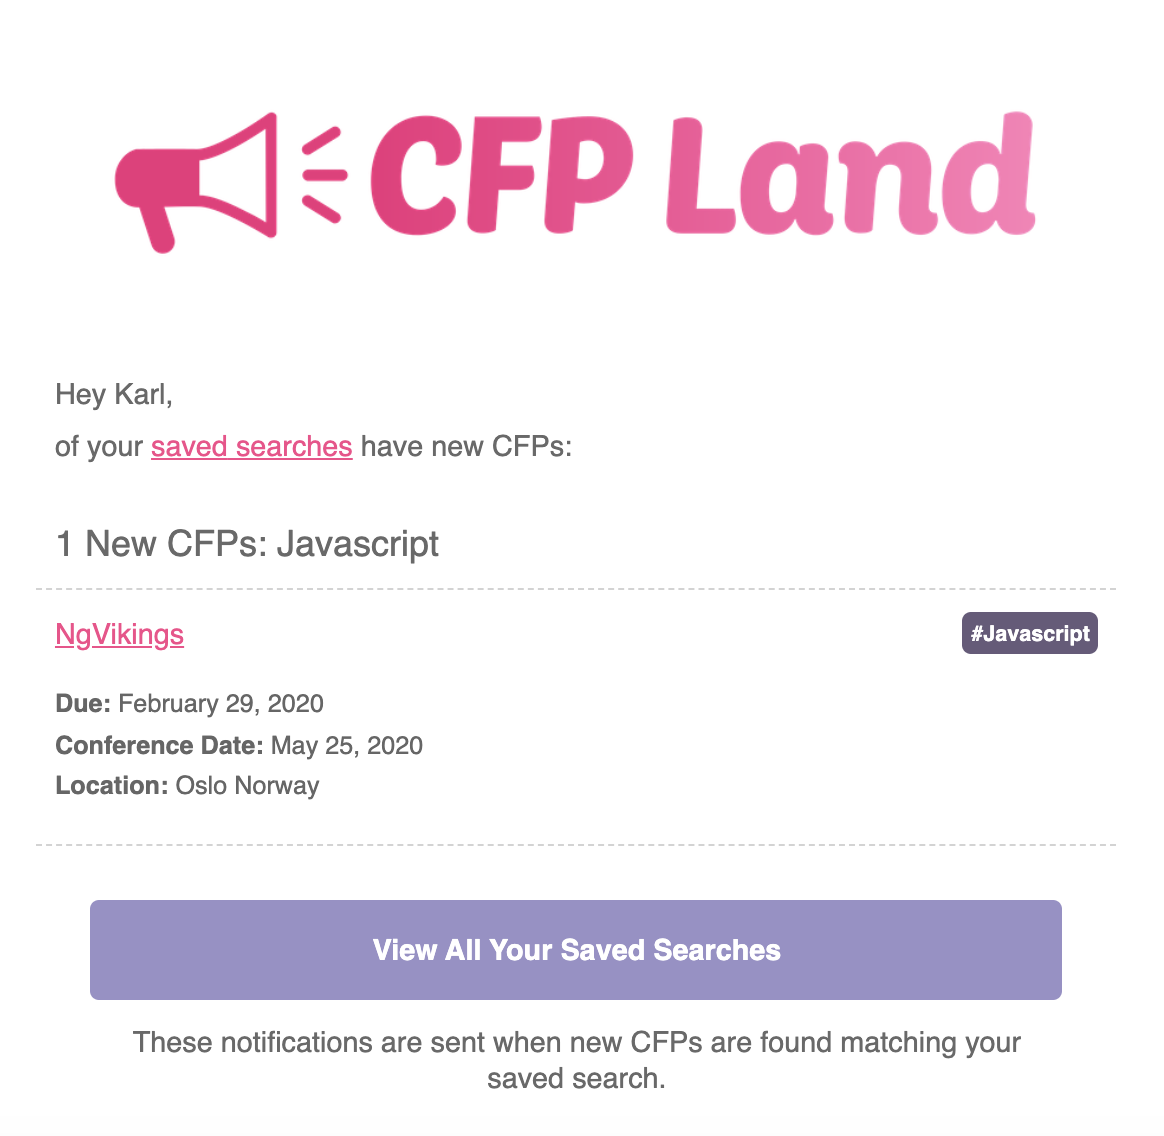 CFP Land
Hey Karl,
of your saved searches have new CFPs:
1 New CFPs: Javascript
NgVikings
#Javascript
Due: February 29, 2020
Conference Date: May 25, 2020
Location: Oslo Norway
View All Your Saved Searches
These notifications are sent when new CFPs are found matching your
saved search.